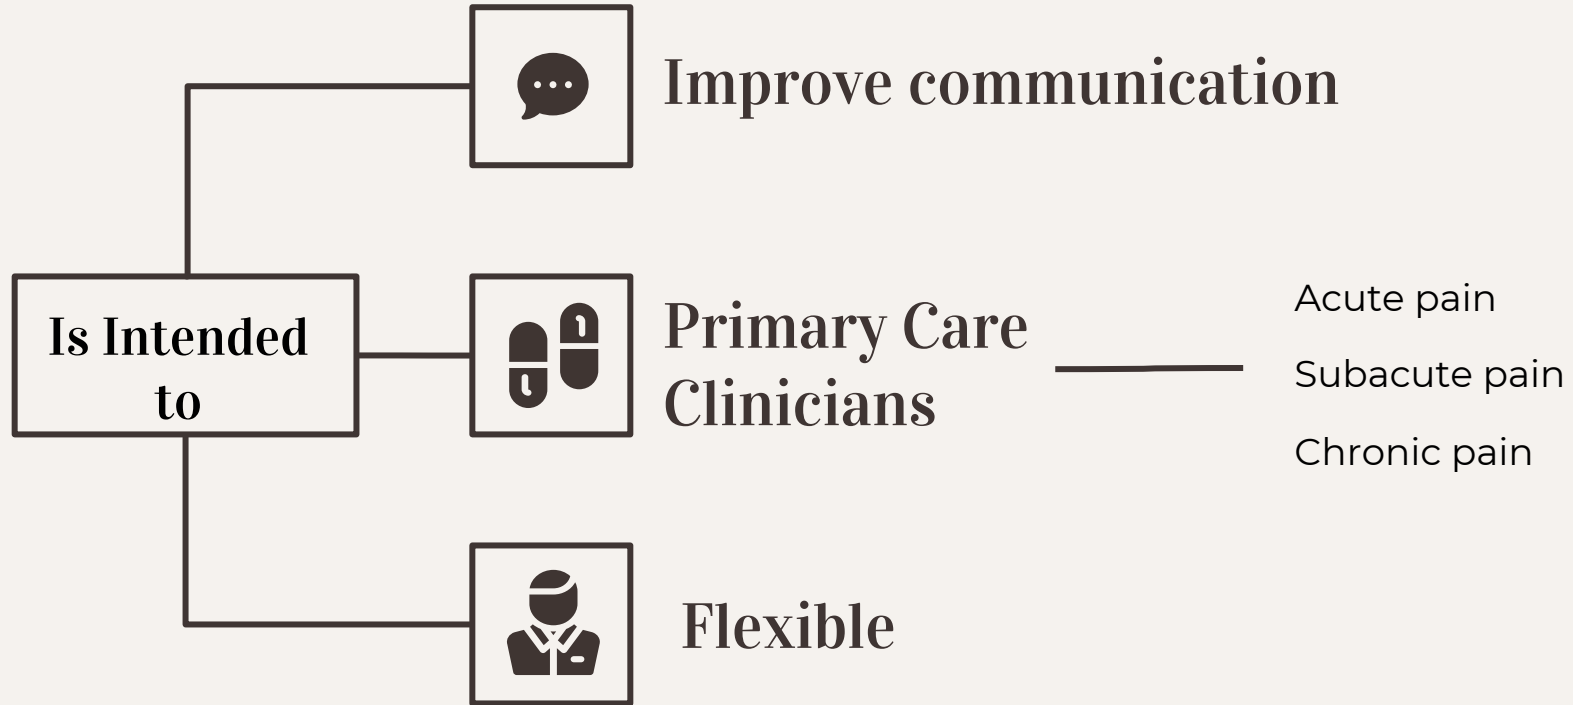 Improve communication
Is Intended
to
Primary Care
Clinicians
Acute pain
Subacute pain
Chronic pain
Flexible